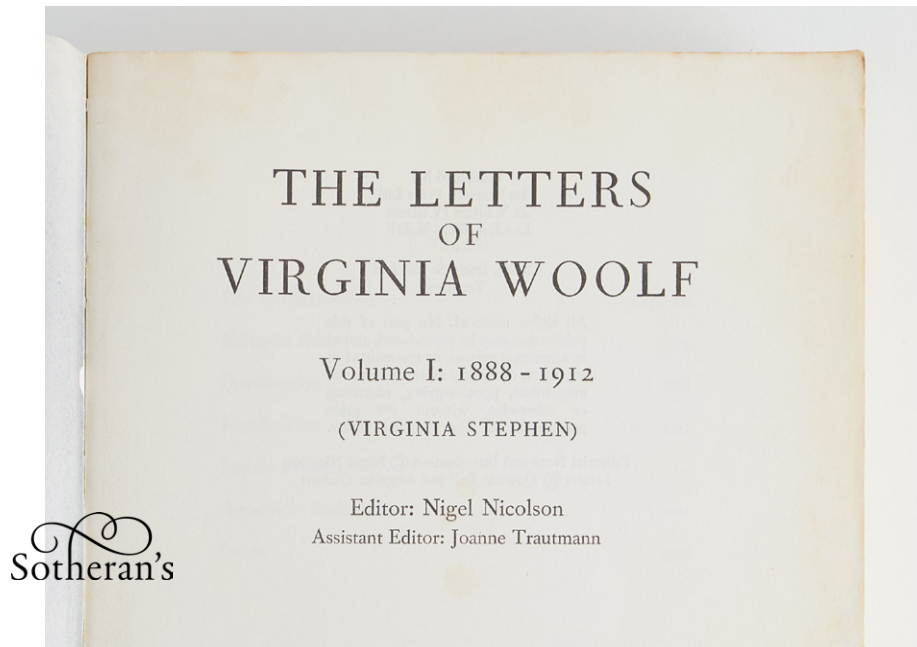 THE LETTERS
OF
VIRGINIA WOOLF
Volume I: 1888 - 1912
(VIRGINIA STEPHEN)
Editor: Nigel Nicolson
Assistant Editor: Joanne Trautmann
Sotheran's